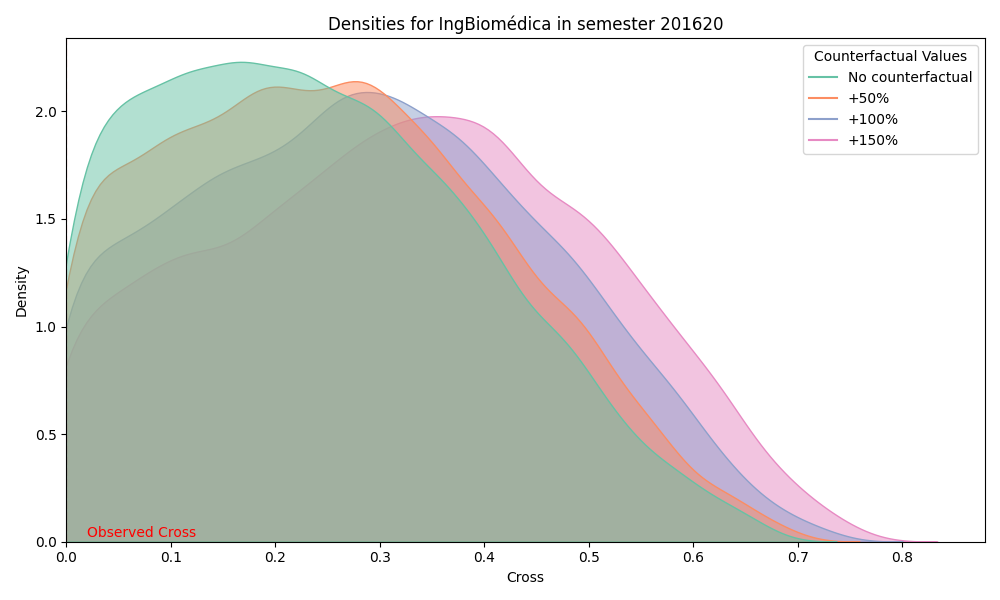 Densities for IngBiomédica in semester 201620
Counterfactual Values
No counterfactual
+50%
+100%
+150%
Density
2.0
1.5
1.0
0.5
0.0
Observed Cross
0.0 0.1 0.2 0.3 0.4 0.5 0.6 0.7 0.8
Cross